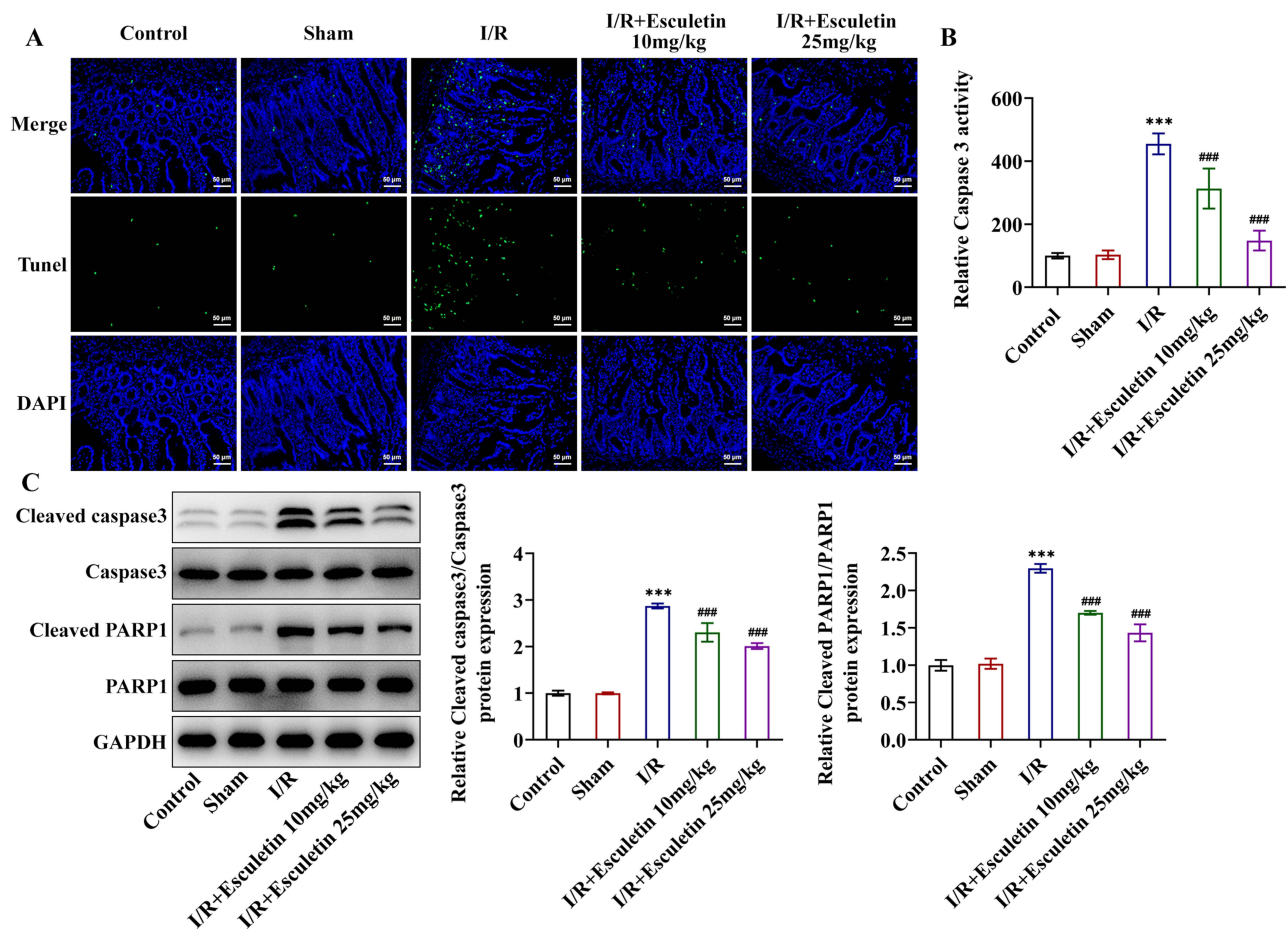 A
Control
Sham
I/R
I/R+Esculetin
10mg/kg
I/R+Esculetin
25mg/kg
Merge
50 μm
50 μm
50 μm
50 μm
50 μm
Tunel
50 μm
50 μm
50 μm
50 μm
50 μm
DAPI
50 μm
50 μm
50 μm
50 μm
50 μm
B
Relative Caspase 3 activity
600
400
200
0
***
###
###
Control
Sham
I/R
I/R+Esculetin 10mg/kg
I/R+Esculetin 25mg/kg
C
Cleaved caspase3
Caspase3
Cleaved PARP1
PARP1
GAPDH
Control
Sham
I/R
I/R+Esculetin 10mg/kg
I/R+Esculetin 25mg/kg
Relative Cleaved caspase3/Caspase3
protein expression
4
3
2
1
0
***
###
###
Control
Sham
I/R
I/R+Esculetin 10mg/kg
I/R+Esculetin 25mg/kg
Relative Cleaved PARP1/PARP1
protein expression
2.5
2.0
1.5
1.0
0.5
0.0
***
###
###
Control
Sham
I/R
I/R+Esculetin 10mg/kg
I/R+Esculetin 25mg/kg